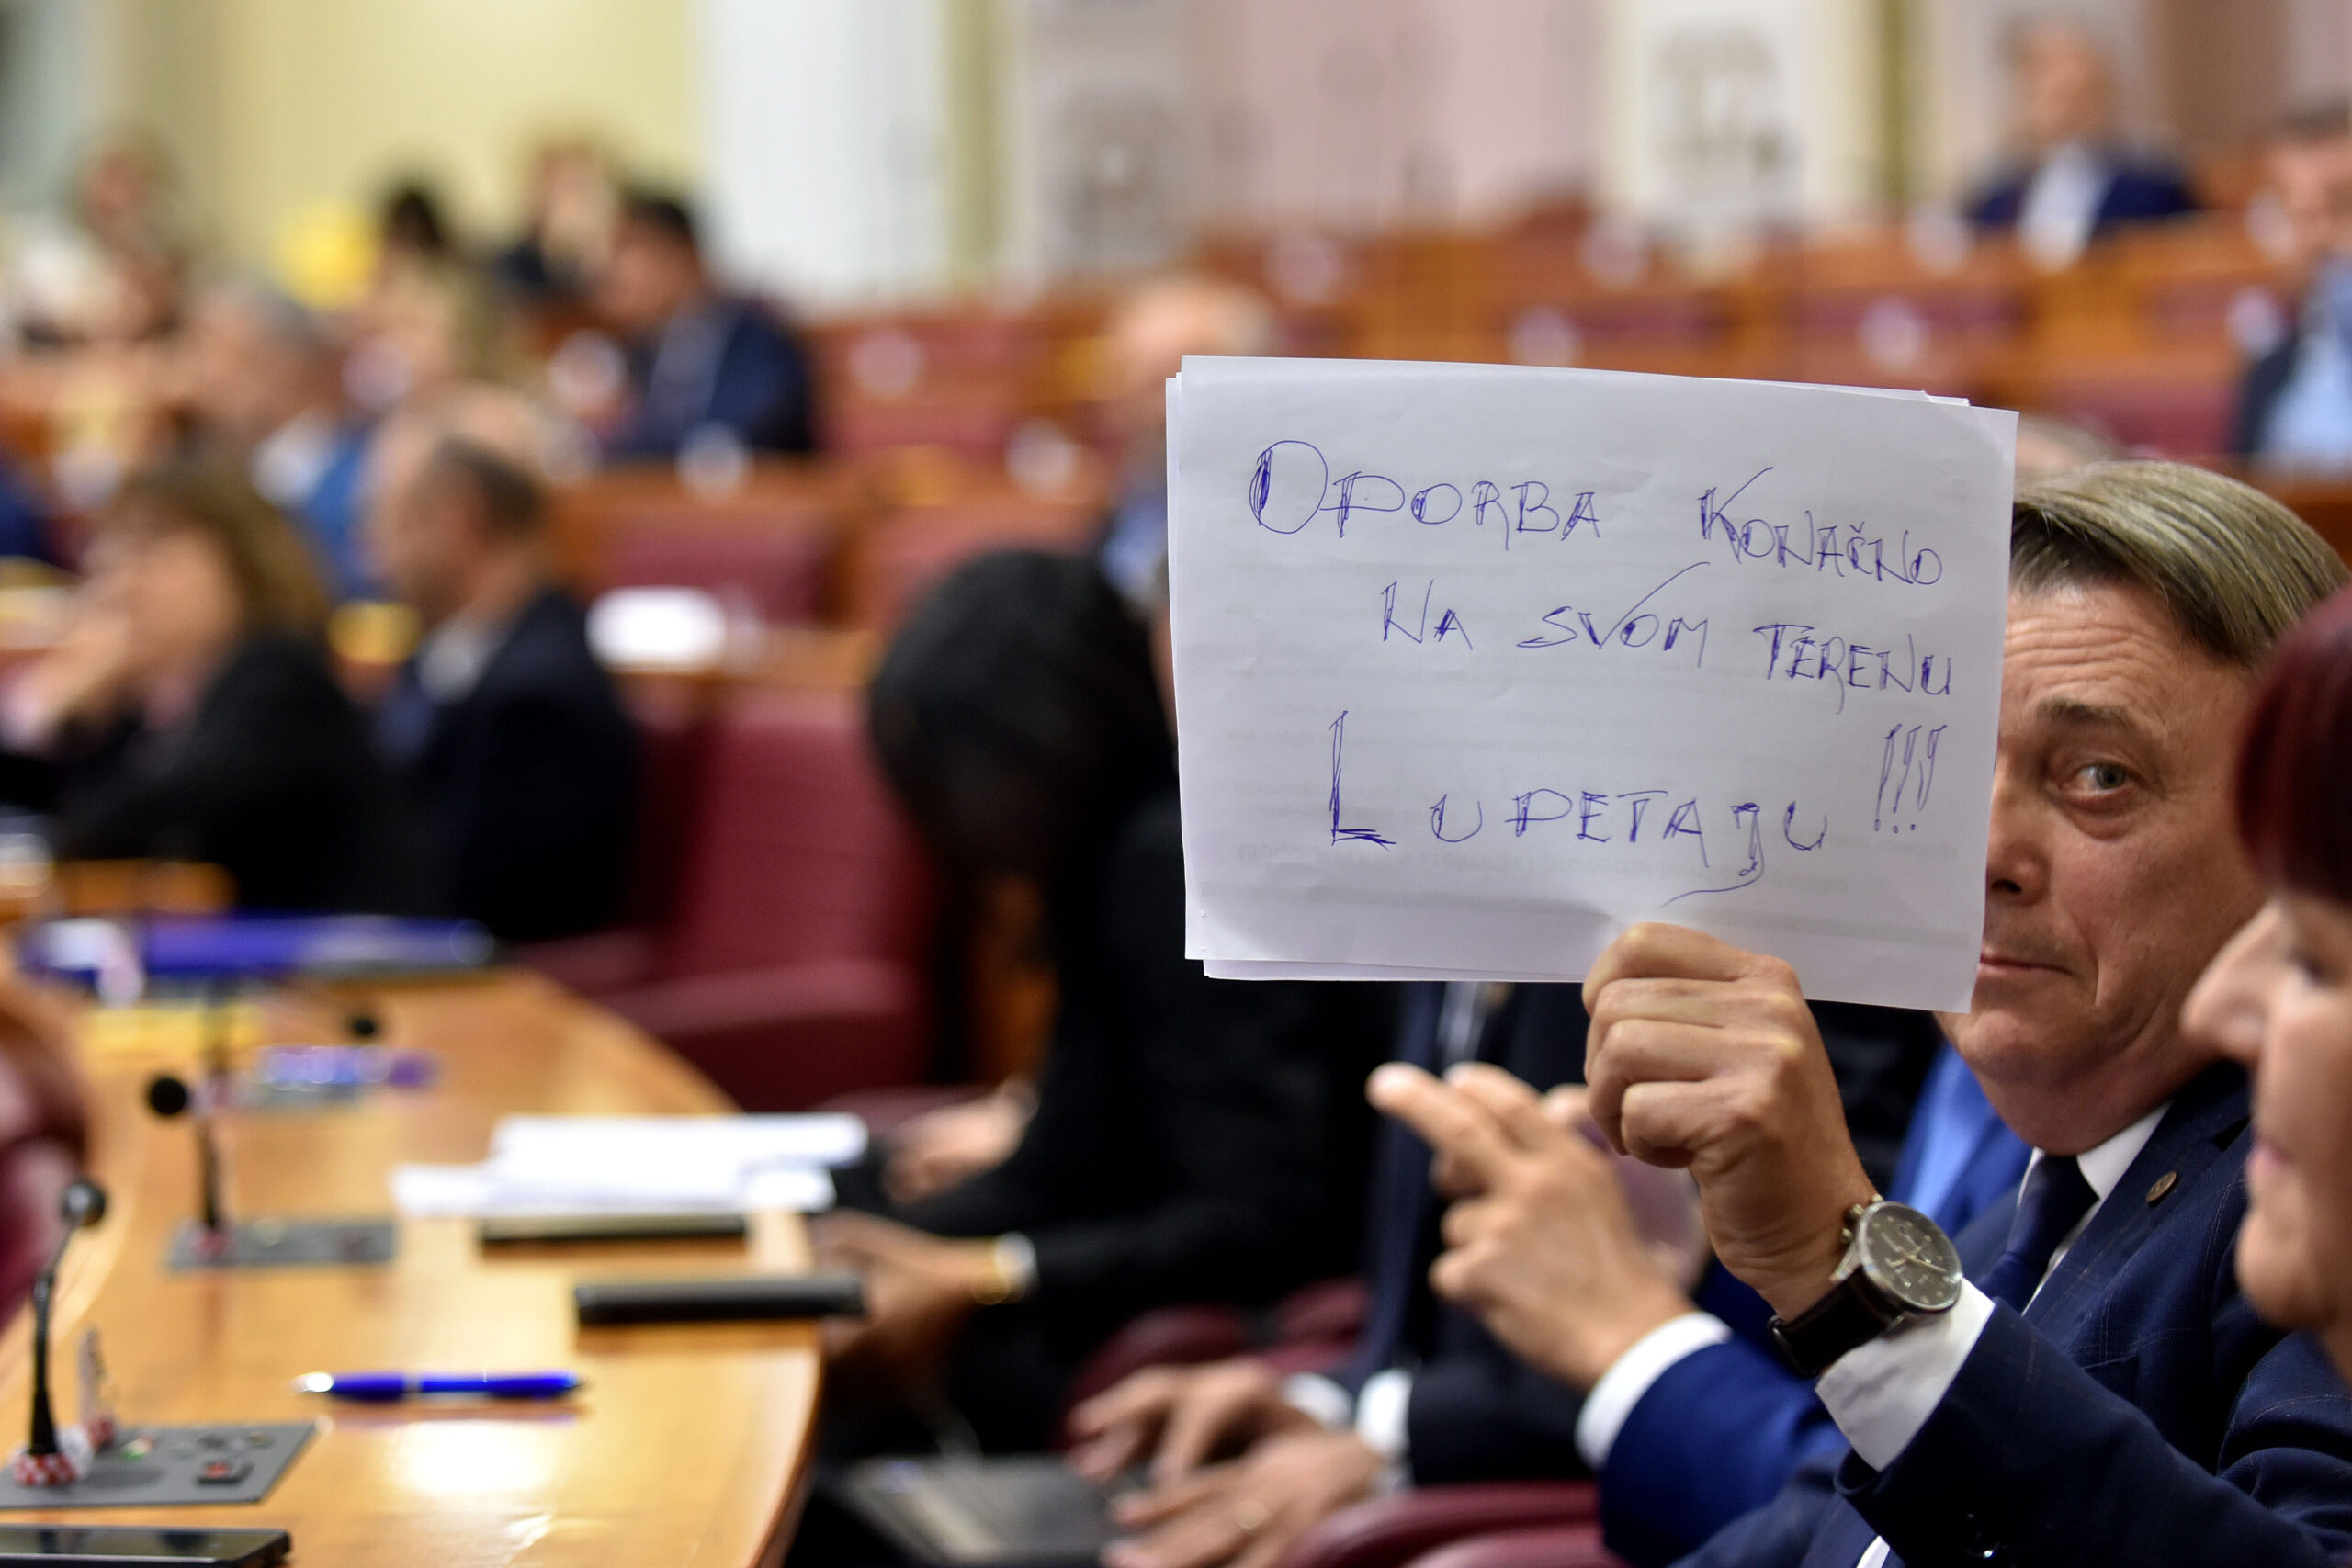 OPORBA KONAČNO
NA SVOM TERENU
LUPETAJU !!!